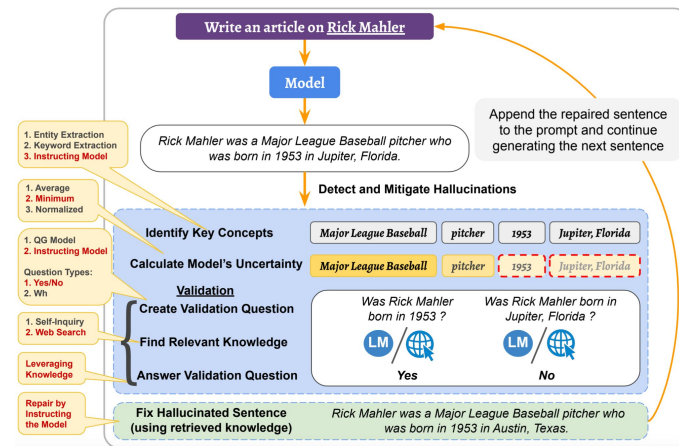 Write an article on Rick Mahler
Model
Rick Mahler was a Major League Baseball pitcher who
was born in 1953 in Jupiter, Florida.
Append the repaired sentence
to the prompt and continue
generating the next sentence
Detect and Mitigate Hallucinations
1. Entity Extraction
2. Keyword Extraction
3. Instructing Model
Identify Key Concepts
Major League Baseball
pitcher
1953
Jupiter, Florida
1. Average
2. Minimum
3. Normalized
Calculate Model's Uncertainty
Major League Baseball
pitcher
1953
Jupiter, Florida
1. QG Model
2. Instructing Model
Question Types:
1. Yes/No
2. Wh
Validation
Create Validation Question
Was Rick Mahler
born in 1953 ?
Was Rick Mahler born in
Jupiter, Florida ?
1. Self-Inquiry
2. Web Search
Find Relevant Knowledge
LM
LM
Leveraging
Knowledge
Answer Validation Question
Yes
No
Repair by
Instructing
the Model
Fix Hallucinated Sentence
(using retrieved knowledge)
Rick Mahler was a Major League Baseball pitcher who
was born in 1953 in Austin, Texas.